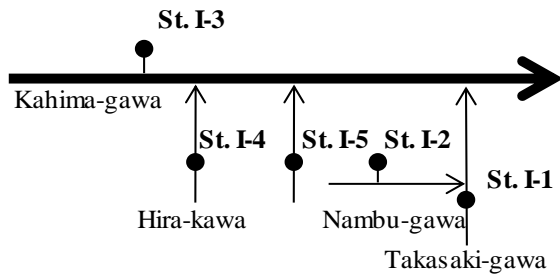 St. I-3
Kahima-gawa
St. I-4
St. I-5
St. I-2
St. I-1
Hira-kawa
Nambu-gawa
Takasaki-gawa